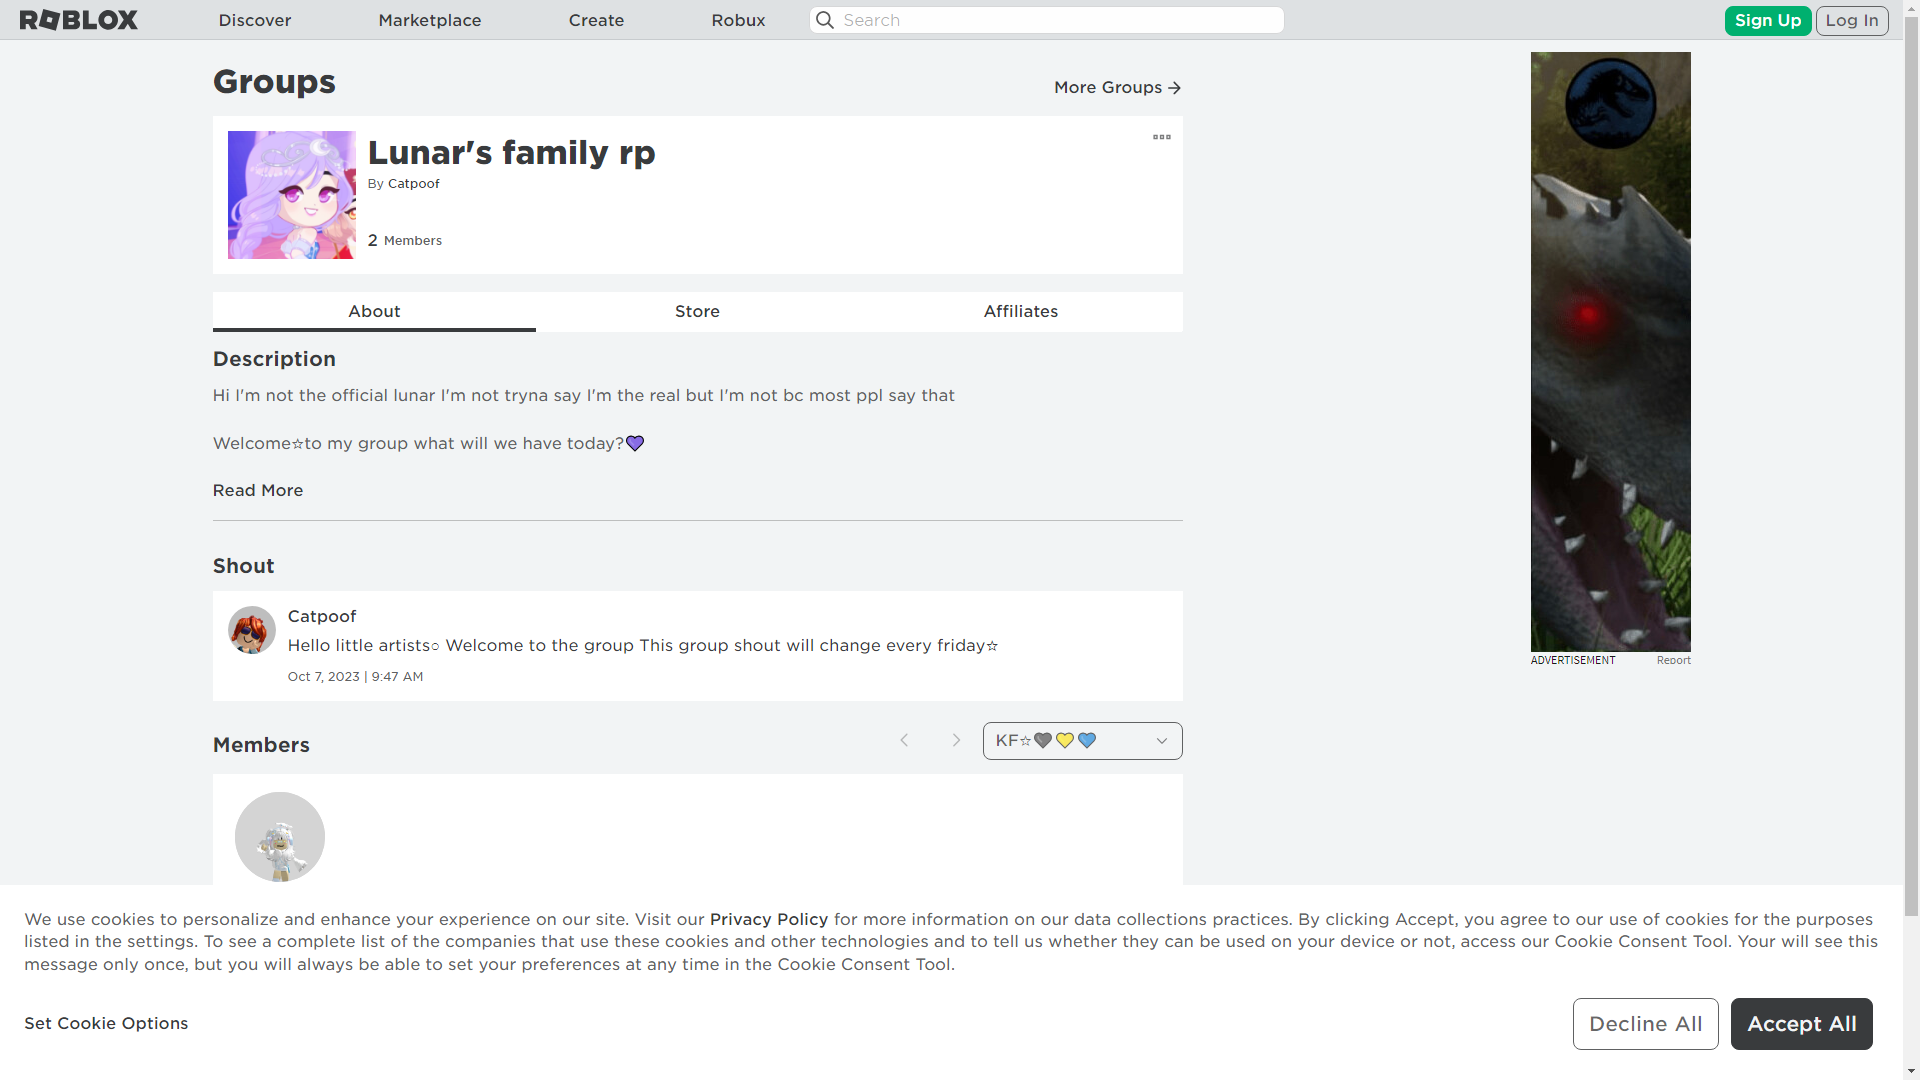 ROBLOX
Discover
Marketplace
Create
Robux
Search
Sign Up
Log In
Groups
More Groups →
Lunar's family rp
By Catpoof
2 Members
About
Store
Affiliates
Description
Hi I'm not the official lunar I'm not tryna say I'm the real but I'm not bc most ppl say that
Welcome☆to my group what will we have today?💜
Read More
Shout
Catpoof
Hello little artists○ Welcome to the group This group shout will change every friday☆
Oct 7, 2023 | 9:47 AM
Members
KF☆🖤💛💙
ADVERTISEMENT
Report
We use cookies to personalize and enhance your experience on our site. Visit our Privacy Policy for more information on our data collections practices. By clicking Accept, you agree to our use of cookies for the purposes
listed in the settings. To see a complete list of the companies that use these cookies and other technologies and to tell us whether they can be used on your device or not, access our Cookie Consent Tool. Your will see this
message only once, but you will always be able to set your preferences at any time in the Cookie Consent Tool.
Set Cookie Options
Decline All
Accept All